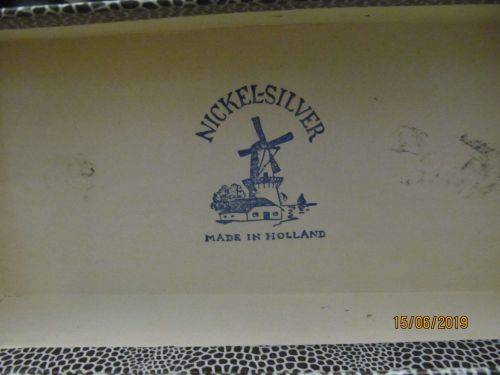 NICKEL-SILVER
MADE IN HOLLAND
15/06/2019